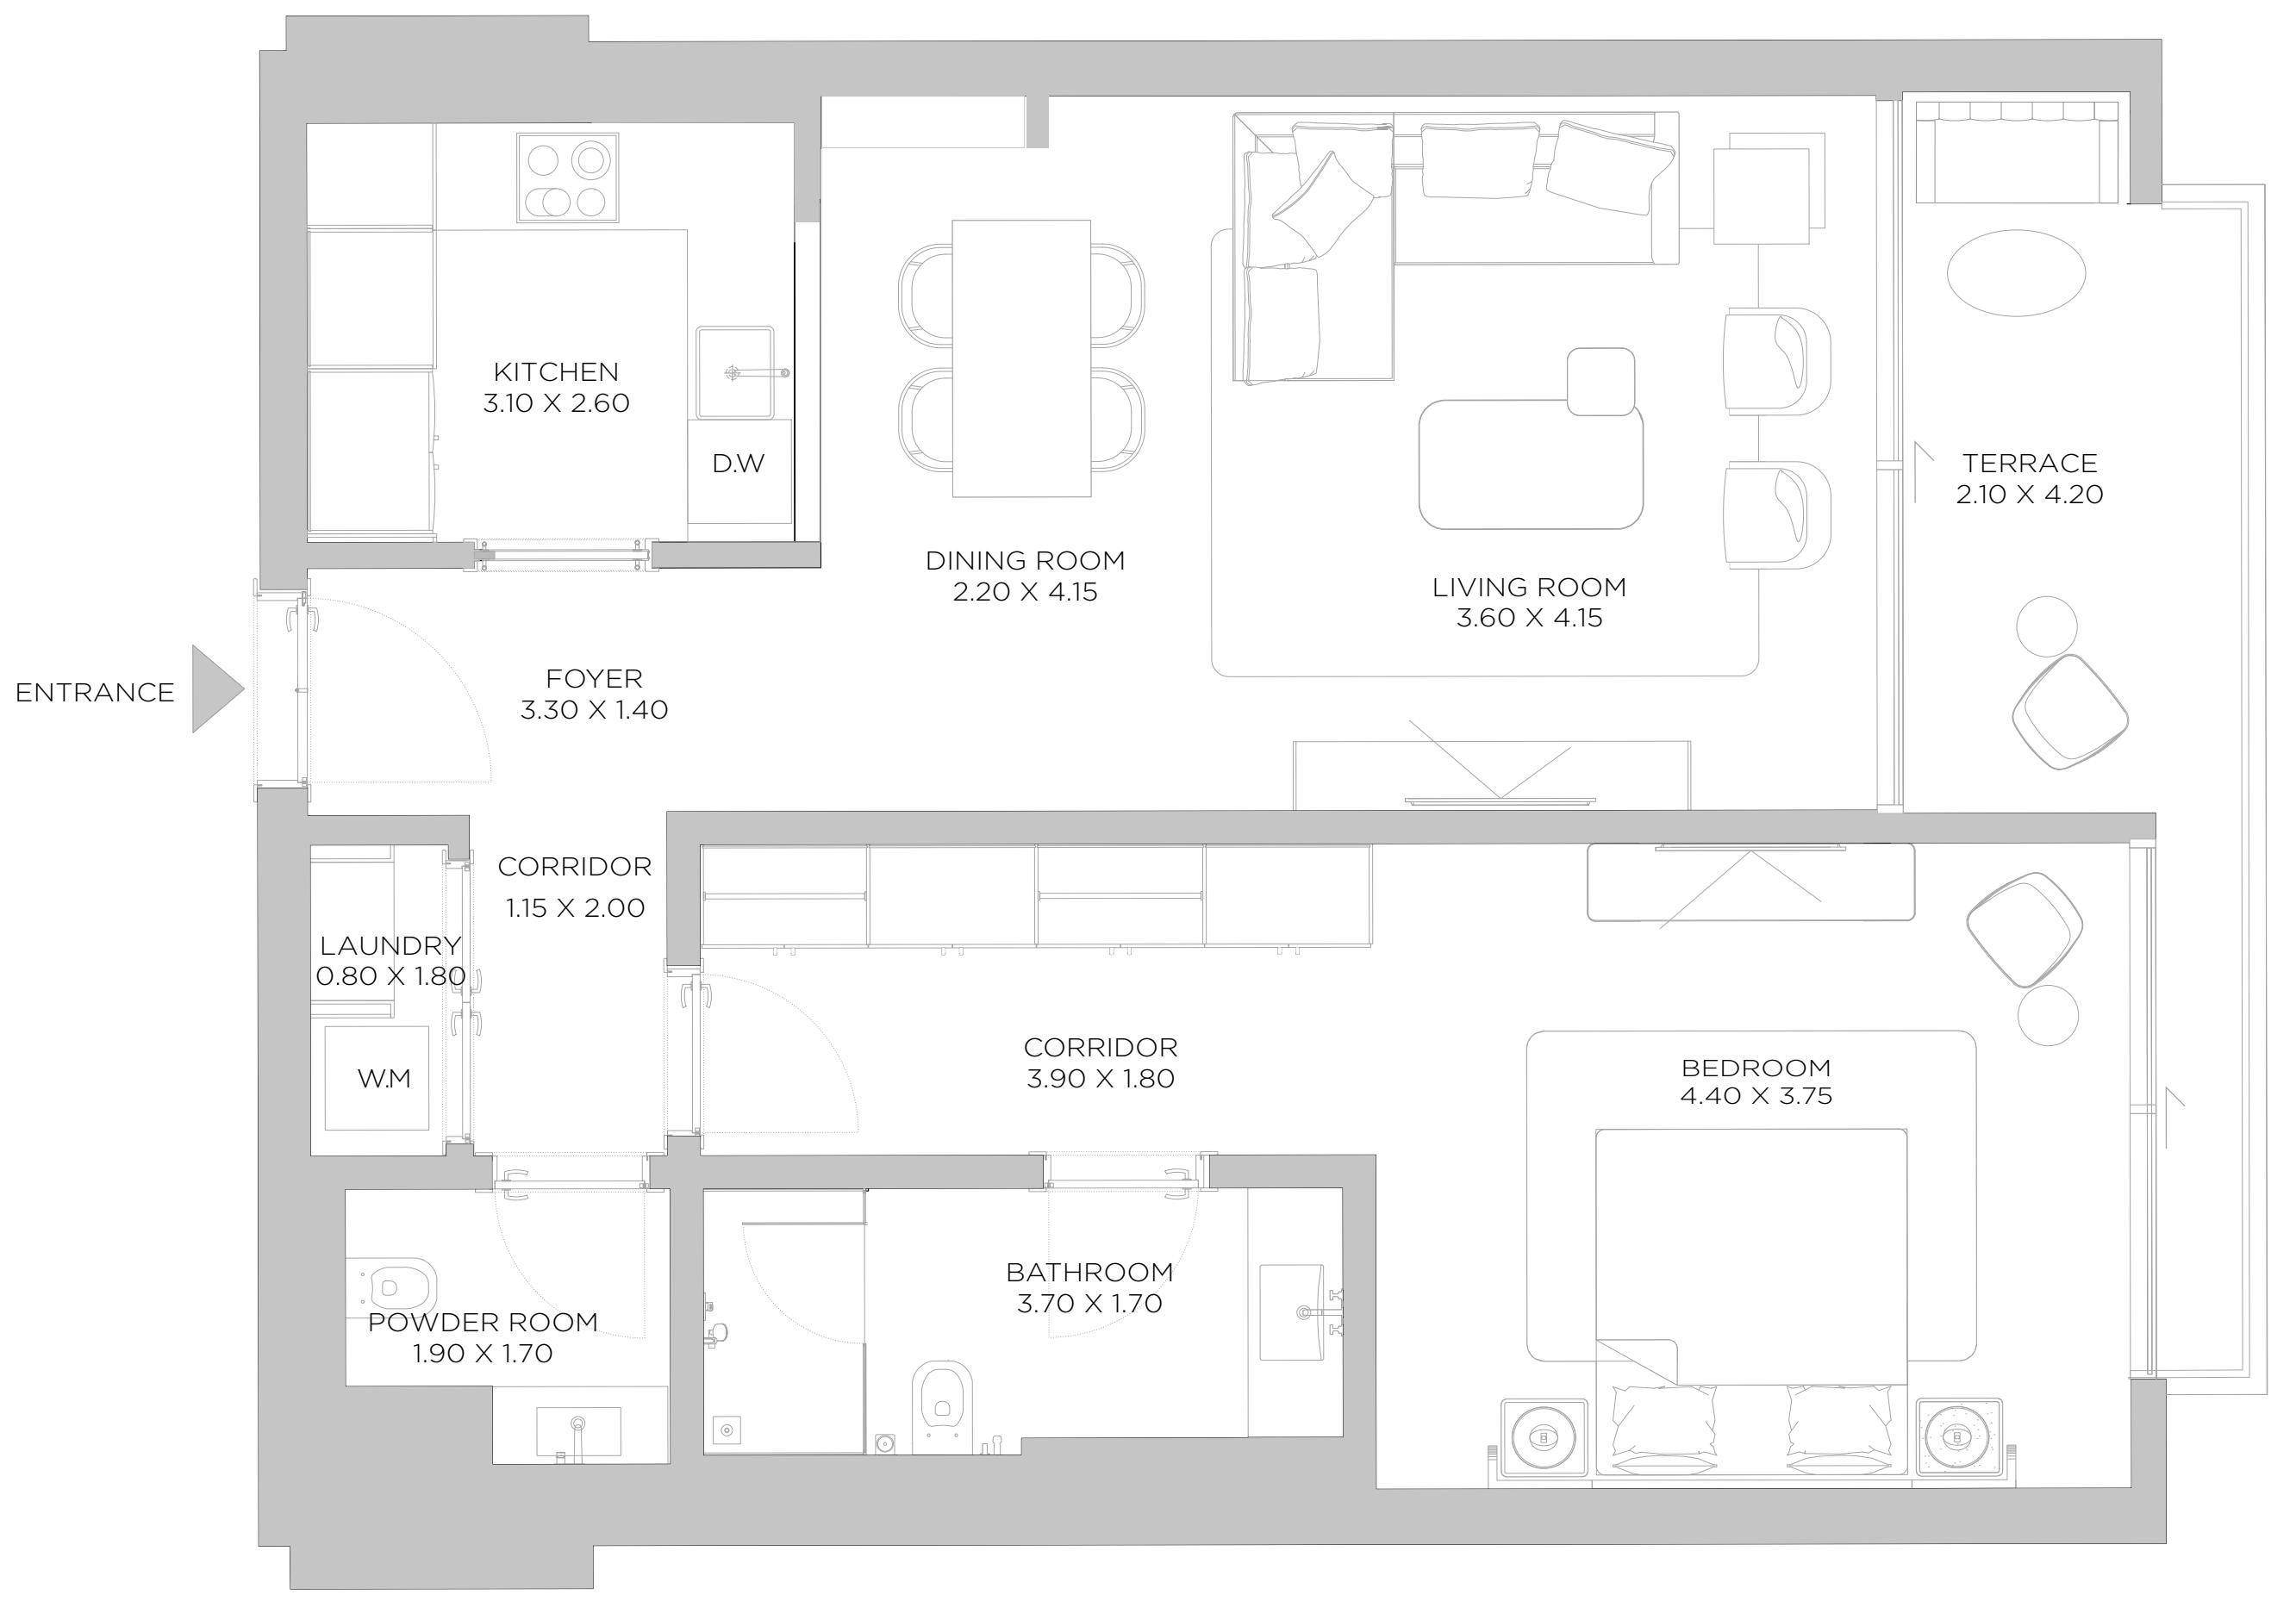 KITCHEN
3.10 X 2.60
D.W
TERRACE
2.10 X 4.20
DINING ROOM
2.20 X 4.15
LIVING ROOM
3.60 X 4.15
ENTRANCE
FOYER
3.30 X 1.40
CORRIDOR
1.15 X 2.00
LAUNDRY
0.80 X 1.80
W.M
CORRIDOR
3.90 X 1.80
BEDROOM
4.40 X 3.75
BATHROOM
3.70 X 1.70
POWDER ROOM
1.90 X 1.70